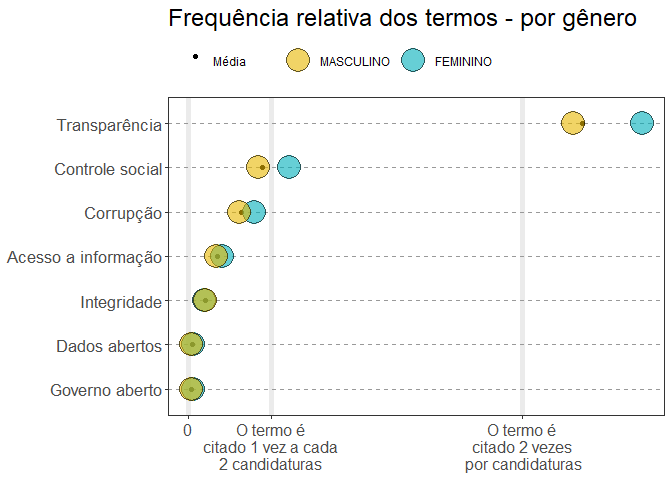 Frequência relativa dos termos - por gênero
Média MASCULINO FEMININO
Transparência
Controle social
Corrupção
Acesso a informação
Integridade
Dados abertos
Governo aberto
0
O termo é
citado 1 vez a cada
2 candidaturas
O termo é
citado 2 vezes
por candidaturas